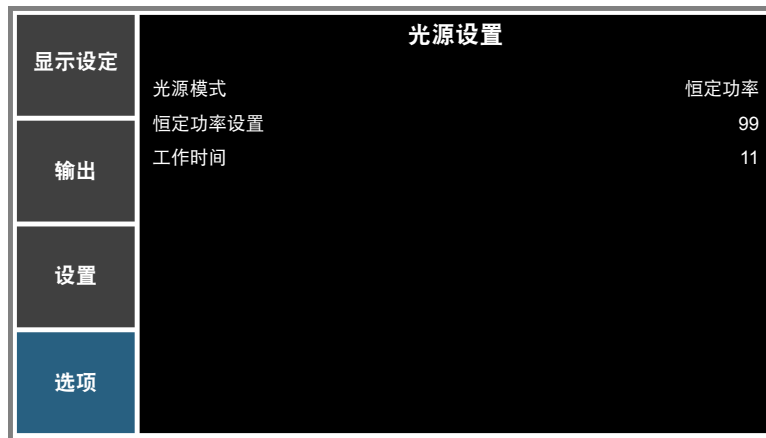 显示设定
输出
设置
选项
光源设置
光源模式 恒定功率
恒定功率设置 99
工作时间 11